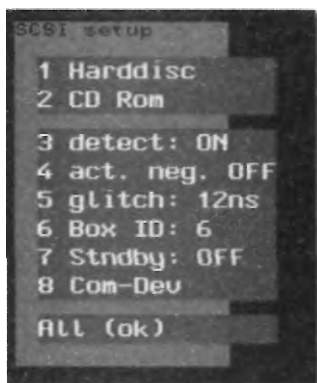 SCSI setup
1 Harddisc
2 CD Rom
3 detect: ON
4 act. neg. OFF
5 glitch: 12ns
6 Box ID: 6
7 Stndby: OFF
8 Com-Dev
All (ok)